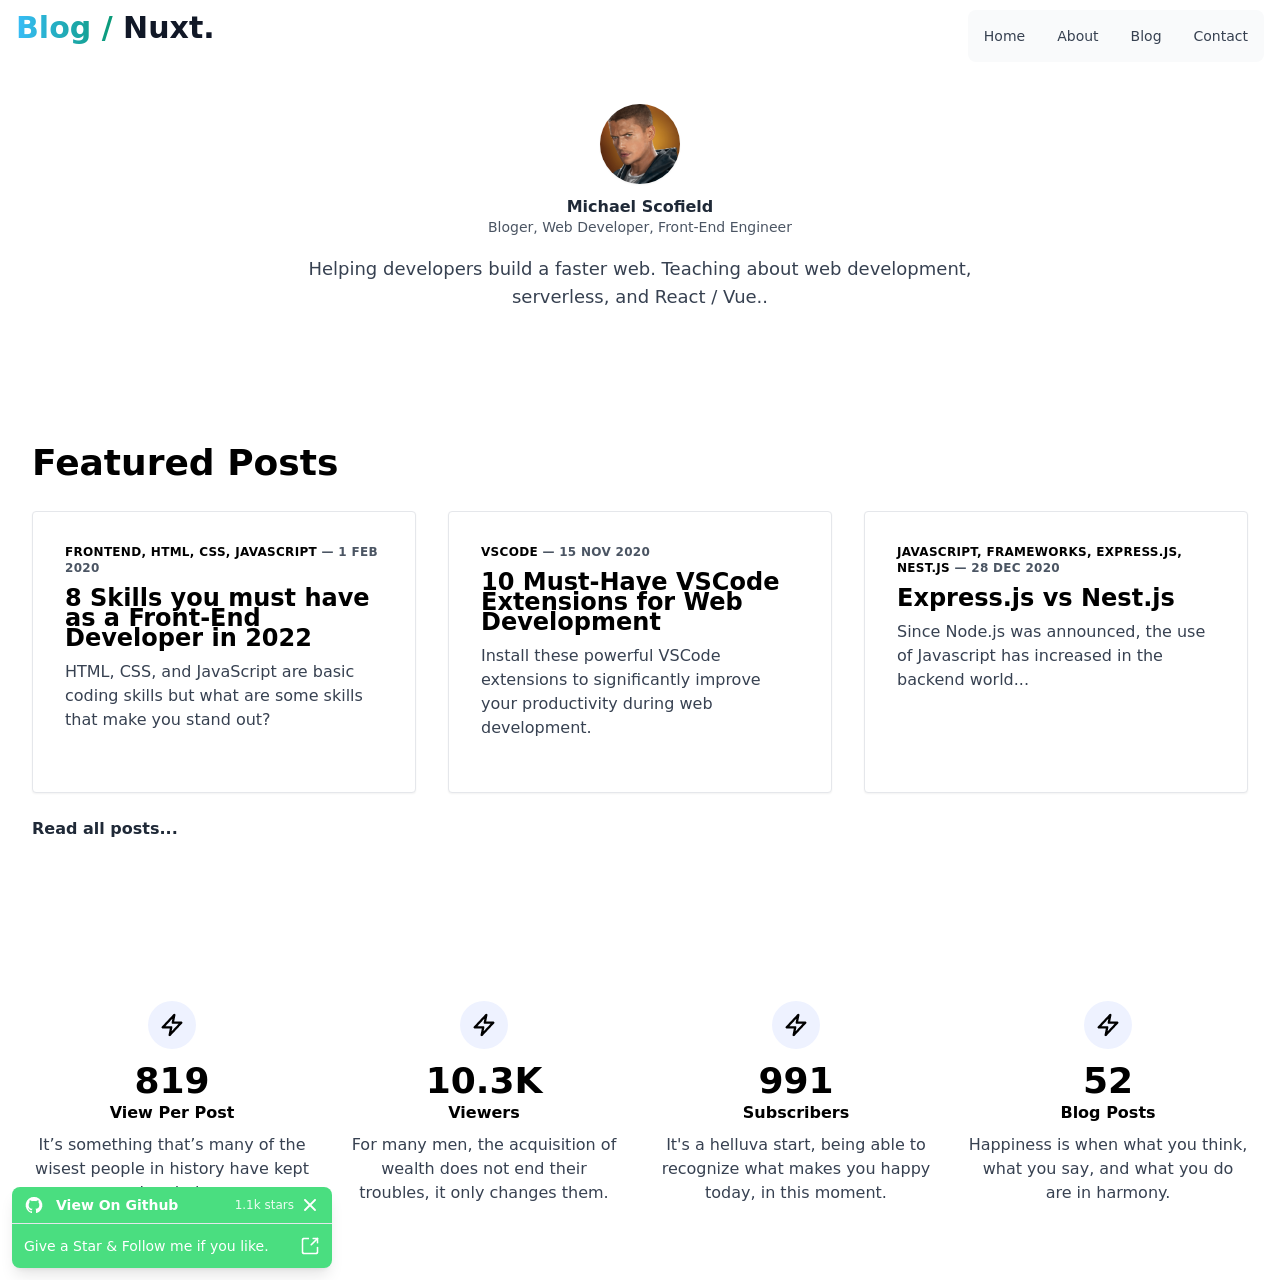 Blog / Nuxt.
Home About Blog Contact
Michael Scofield
Bloger, Web Developer, Front-End Engineer
Helping developers build a faster web. Teaching about web development,
serverless, and React / Vue..
Featured Posts
FRONTEND, HTML, CSS, JAVASCRIPT — 1 FEB
2020
8 Skills you must have
as a Front-End
Developer in 2022
HTML, CSS, and JavaScript are basic
coding skills but what are some skills
that make you stand out?
VSCODE — 15 NOV 2020
10 Must-Have VSCode
Extensions for Web
Development
Install these powerful VSCode
extensions to significantly improve
your productivity during web
development.
JAVASCRIPT, FRAMEWORKS, EXPRESS.JS,
NEST.JS — 28 DEC 2020
Express.js vs Nest.js
Since Node.js was announced, the use
of Javascript has increased in the
backend world...
Read all posts...
819
View Per Post
It’s something that’s many of the
wisest people in history have kept
10.3K
Viewers
For many men, the acquisition of
wealth does not end their
troubles, it only changes them.
991
Subscribers
It's a helluva start, being able to
recognize what makes you happy
today, in this moment.
52
Blog Posts
Happiness is when what you think,
what you say, and what you do
are in harmony.
View On Github 1.1k stars
Give a Star & Follow me if you like.